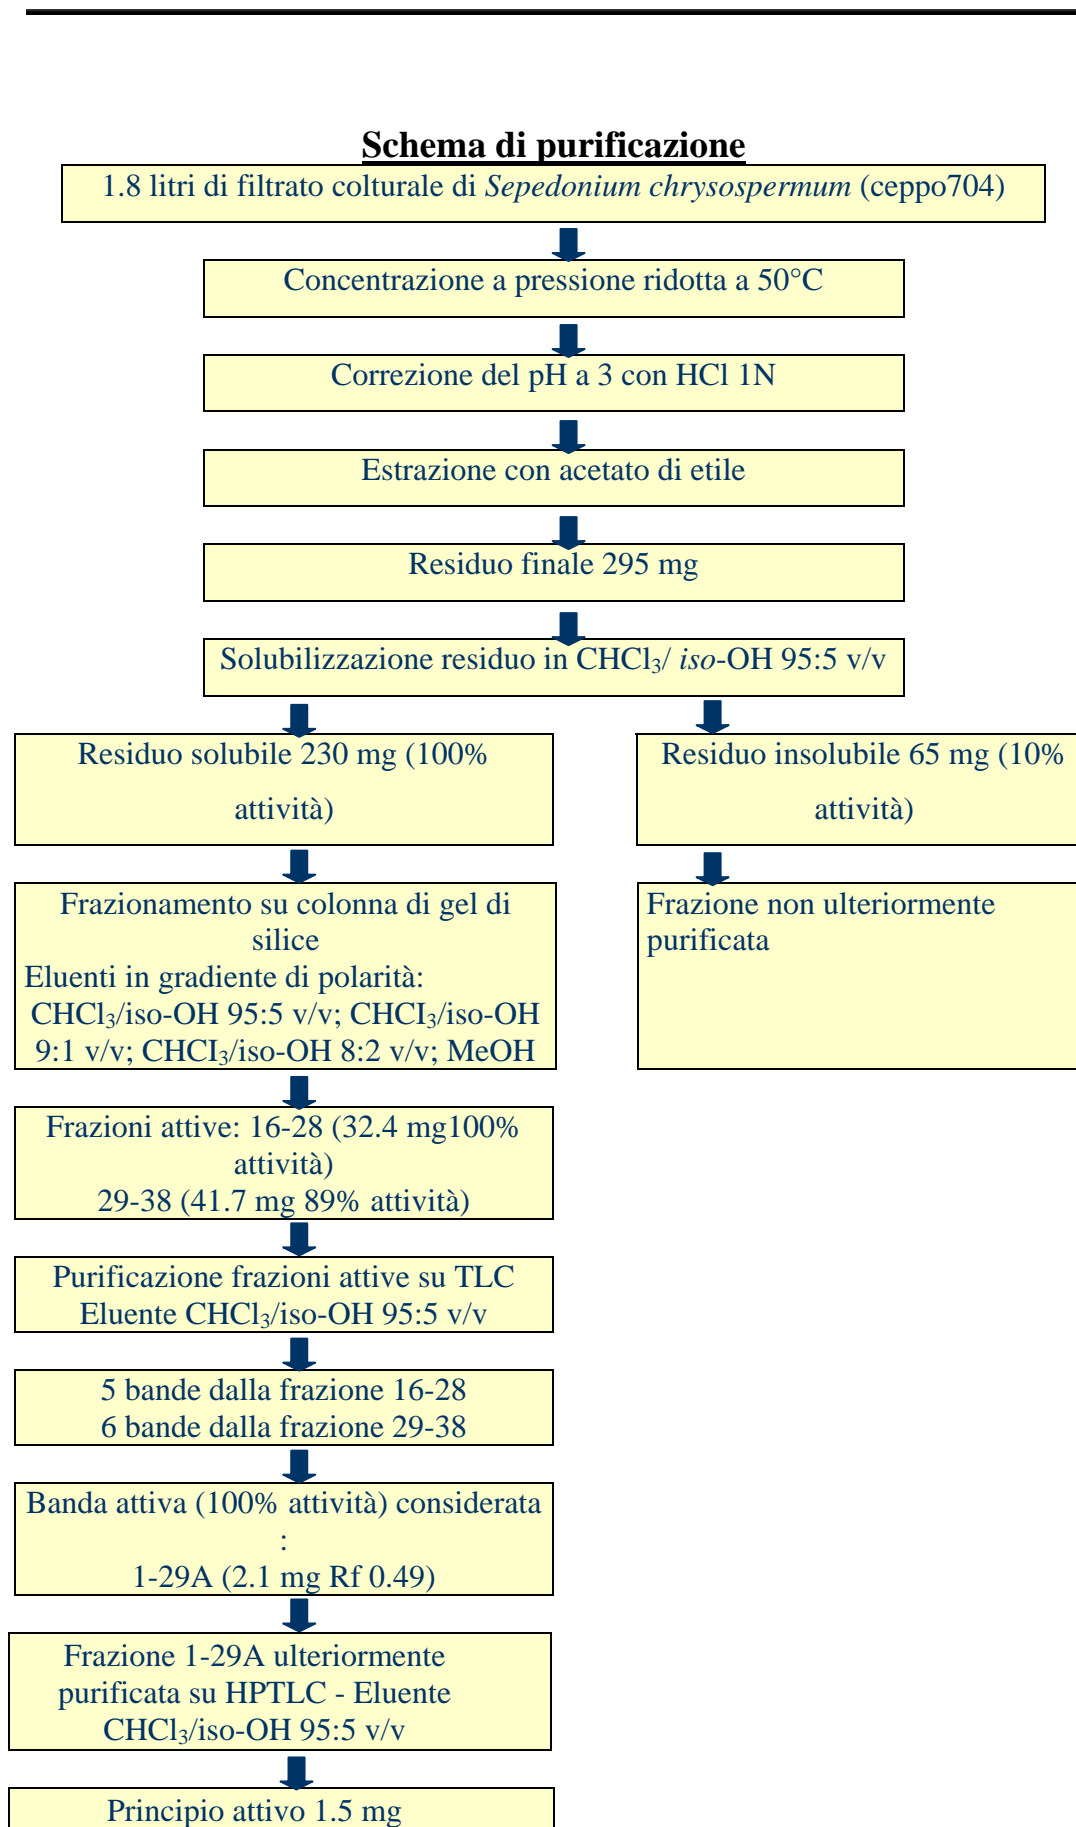 Schema di purificazione
1.8 litri di filtrato colturale di Sepedonium chrysospermum (ceppo704)
Concentrazione a pressione ridotta a 50°C
Correzione del pH a 3 con HCl 1N
Estrazione con acetato di etile
Residuo finale 295 mg
Solubilizzazione residuo in CHCl₃/ iso-OH 95:5 v/v
Residuo solubile 230 mg (100%
attività)
Residuo insolubile 65 mg (10%
attività)
Frazionamento su colonna di gel di
silice
Eluenti in gradiente di polarità:
CHCl₃/iso-OH 95:5 v/v; CHCI₃/iso-OH
9:1 v/v; CHCI₃/iso-OH 8:2 v/v; MeOH
Frazione non ulteriormente
purificata
Frazioni attive: 16-28 (32.4 mg100%
attività)
29-38 (41.7 mg 89% attività)
Purificazione frazioni attive su TLC
Eluente CHCl₃/iso-OH 95:5 v/v
5 bande dalla frazione 16-28
6 bande dalla frazione 29-38
Banda attiva (100% attività) considerata
:
1-29A (2.1 mg Rf 0.49)
Frazione 1-29A ulteriormente
purificata su HPTLC - Eluente
CHCl₃/iso-OH 95:5 v/v
Principio attivo 1.5 mg